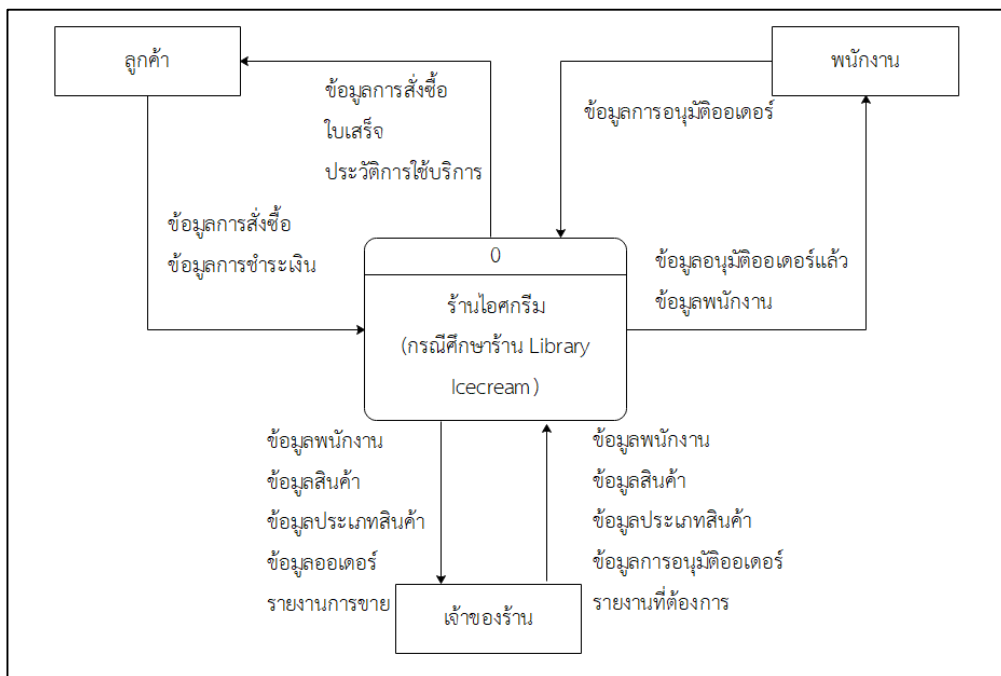 ลูกค้า
พนักงาน
ข้อมูลการสั่งซื้อ
ใบเสร็จ
ประวัติการใช้บริการ
ข้อมูลการอนุมัติออเดอร์
ข้อมูลการสั่งซื้อ
ข้อมูลการชำระเงิน
0
ร้านไอศกรีม
(กรณีศึกษาร้าน Library
Icecream)
ข้อมูลอนุมัติออเดอร์แล้ว
ข้อมูลพนักงาน
ข้อมูลพนักงาน
ข้อมูลสินค้า
ข้อมูลประเภทสินค้า
ข้อมูลออเดอร์
รายงานการขาย
ข้อมูลพนักงาน
ข้อมูลสินค้า
ข้อมูลประเภทสินค้า
ข้อมูลการอนุมัติออเดอร์
รายงานที่ต้องการ
เจ้าของร้าน